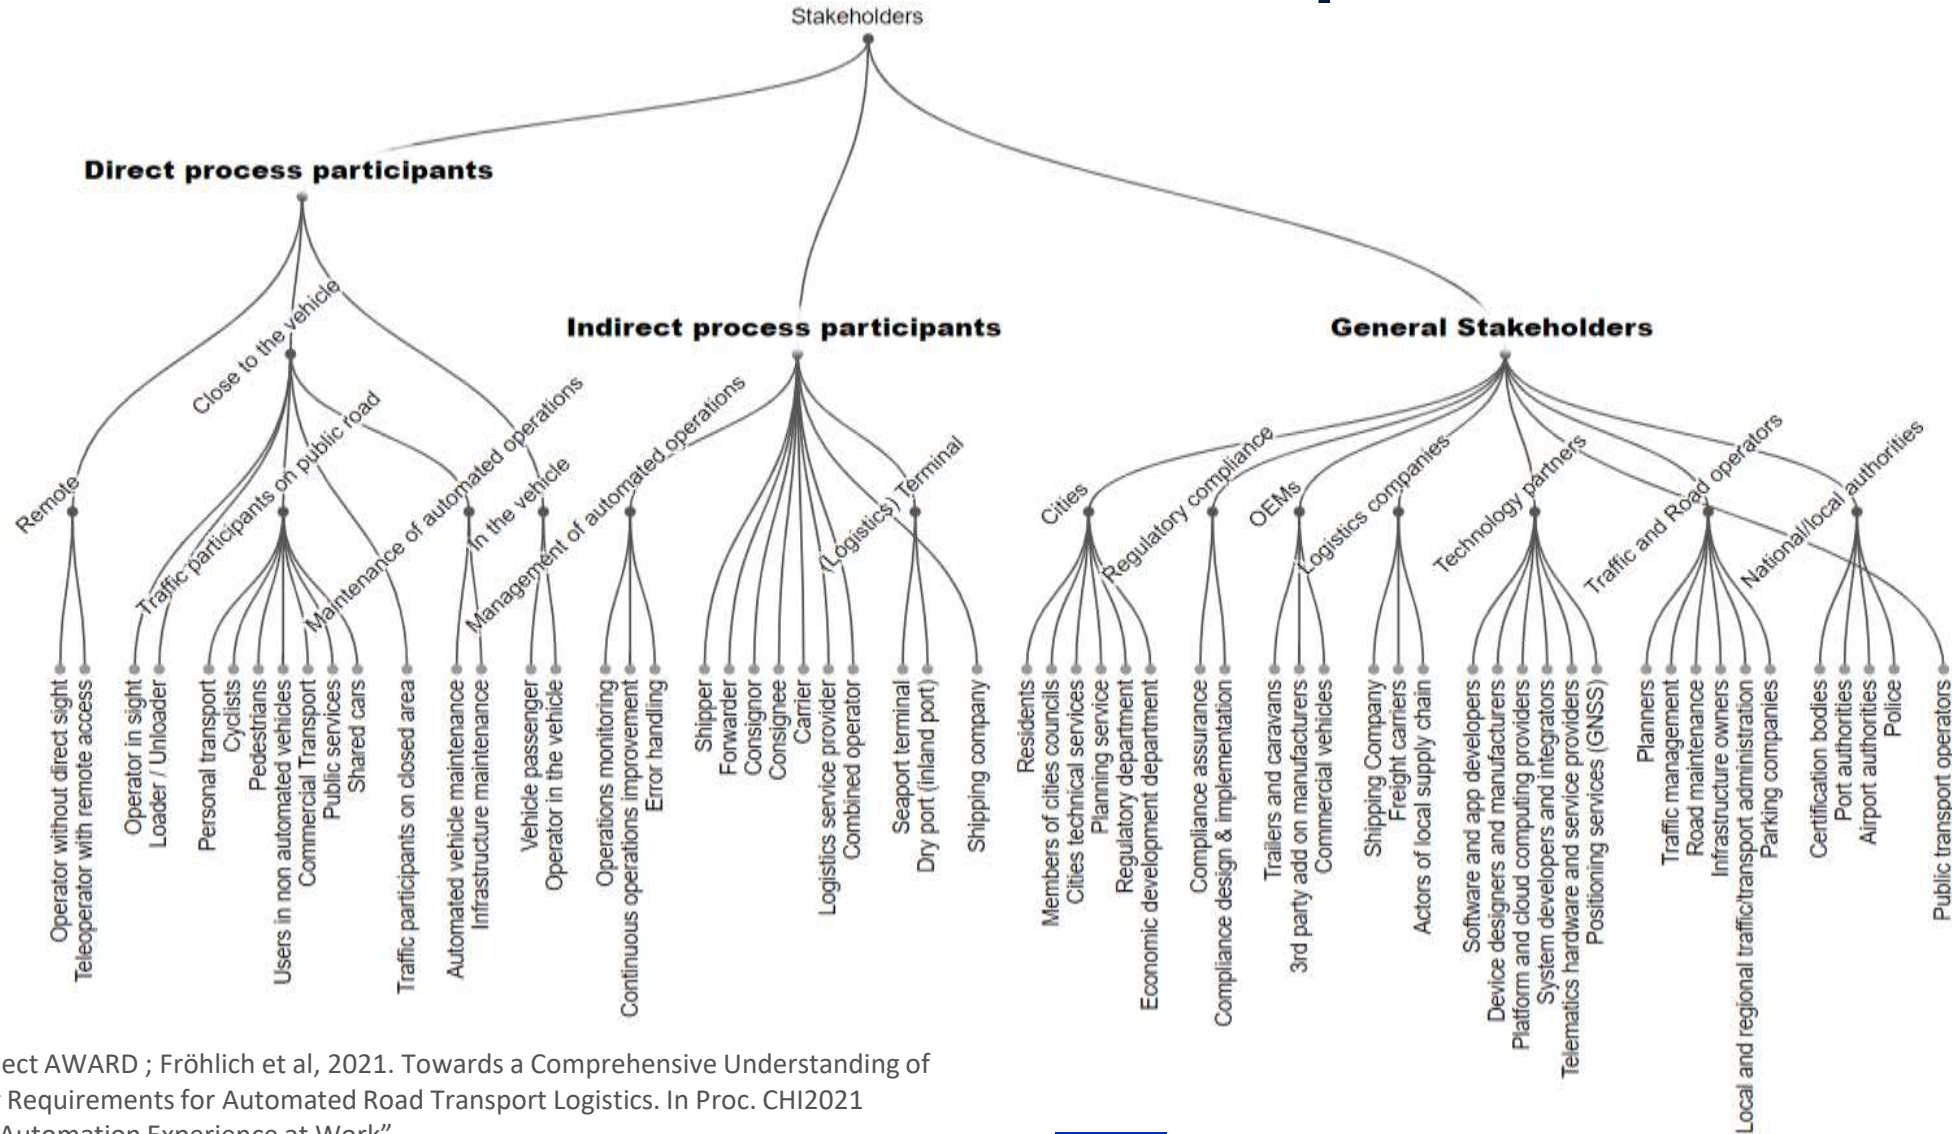 Stakeholders
Direct process participants
Indirect process participants
General Stakeholders
Close to the vehicle
Remote
Traffic participants on public road
Maintenance of automated operations
In the vehicle
Management of automated operations
(Logistics) Terminal
Cities
Regulatory compliance
OEMs
Logistics companies
Technology partners
Traffic and Road operators
National/local authorities
Operator without direct sight
Teleoperator with remote access
Operator in sight
Loader / Unloader
Personal transport
Cyclists
Pedestrians
Users in non automated vehicles
Commercial Transport
Public services
Shared cars
Traffic participants on closed area
Automated vehicle maintenance
Infrastructure maintenance
Vehicle passenger
Operator in the vehicle
Operations monitoring
Continuous operations improvement
Error handling
Shipper
Forwarder
Consignor
Consignee
Carrier
Logistics service provider
Combined operator
Seaport terminal
Dry port (inland port)
Shipping company
Residents
Members of cities councils
Cities technical services
Planning service
Regulatory department
Economic development department
Compliance assurance
Compliance design & implementation
Trailers and caravans
3rd party add on manufacturers
Commercial vehicles
Shipping Company
Freight carriers
Actors of local supply chain
Software and app developers
Device designers and manufacturers
Platform and cloud computing providers
System developers and integrators
Telematics hardware and service providers
Positioning services (GNSS)
Planners
Traffic management
Road maintenance
Infrastructure owners
Local and regional traffic/transport administration
Parking companies
Certification bodies
Port authorities
Airport authorities
Police
Public transport operators
ect AWARD ; Fröhlich et al, 2021. Towards a Comprehensive Understanding of
Requirements for Automated Road Transport Logistics. In Proc. CHI2021
Automation Experience at Work”